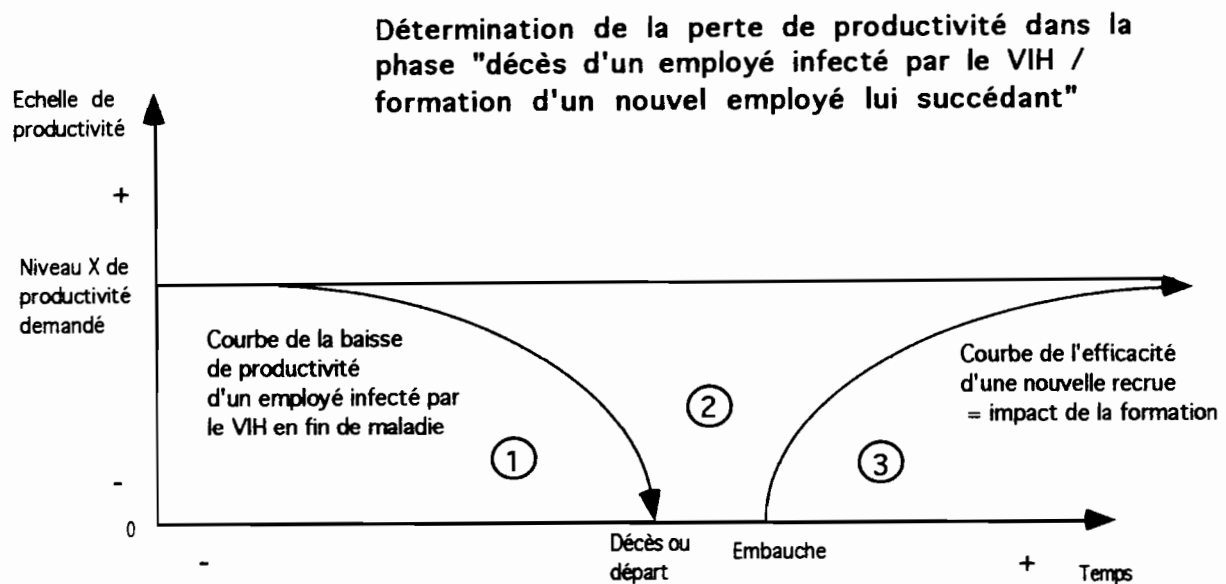 Détermination de la perte de productivité dans la
phase "décès d'un employé infecté par le VIH /
formation d'un nouvel employé lui succédant"
Echelle de
productivité
+
Niveau X de
productivité
demandé
Courbe de la baisse
de productivité
d'un employé infecté par
le VIH en fin de maladie
1
2
3
Courbe de l'efficacité
d'une nouvelle recrue
= impact de la formation
-
0
-
Décès ou
départ
Embauche
+
Temps